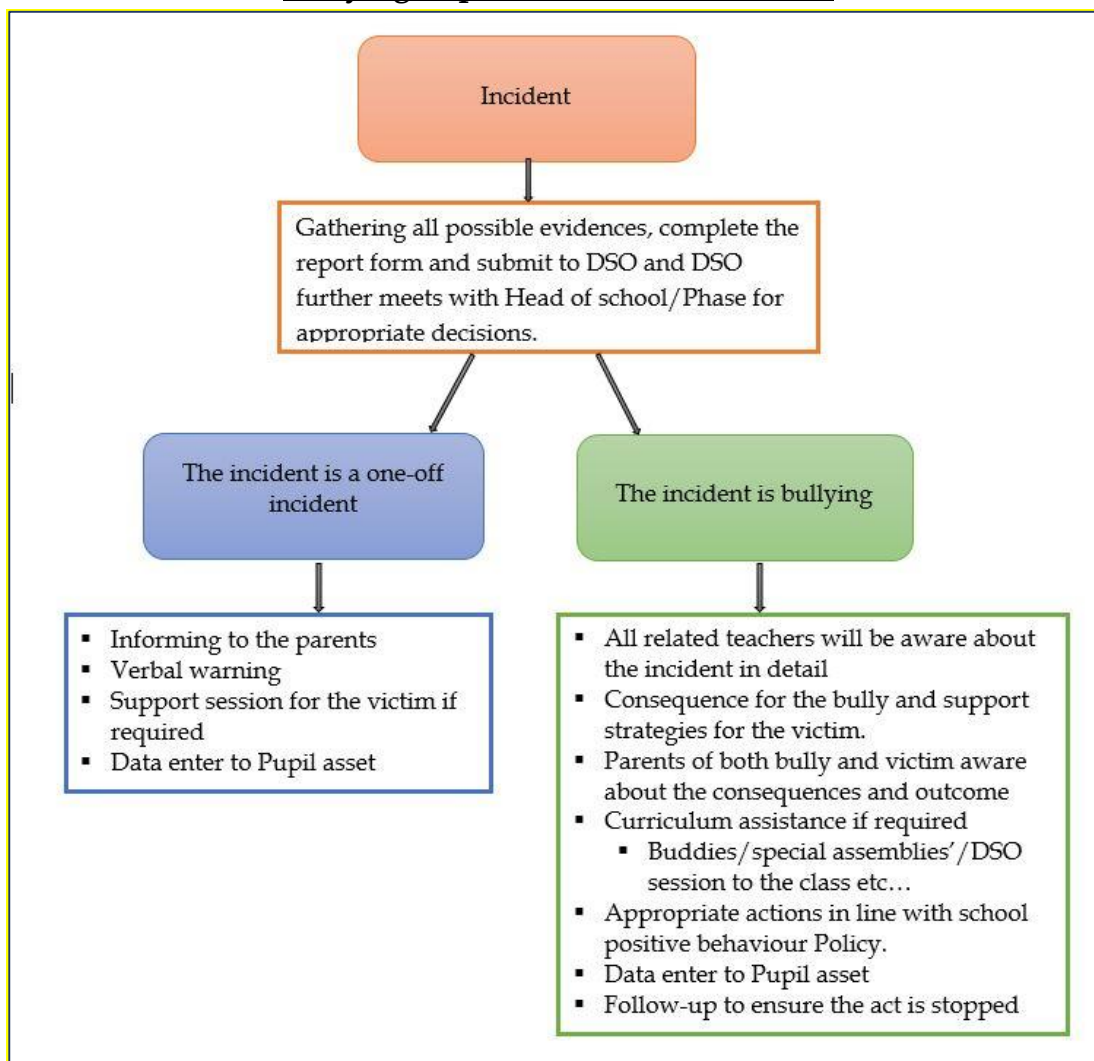 Incident
Gathering all possible evidences, complete the
report form and submit to DSO and DSO
further meets with Head of school/Phase for
appropriate decisions.
The incident is a one-off
incident
The incident is bullying
▪ Informing to the parents
▪ Verbal warning
▪ Support session for the victim if
required
▪ Data enter to Pupil asset
▪ All related teachers will be aware about
the incident in detail
▪ Consequence for the bully and support
strategies for the victim.
▪ Parents of both bully and victim aware
about the consequences and outcome
▪ Curriculum assistance if required
▪ Buddies/special assemblies’/DSO
session to the class etc…
▪ Appropriate actions in line with school
positive behaviour Policy.
▪ Data enter to Pupil asset
▪ Follow-up to ensure the act is stopped